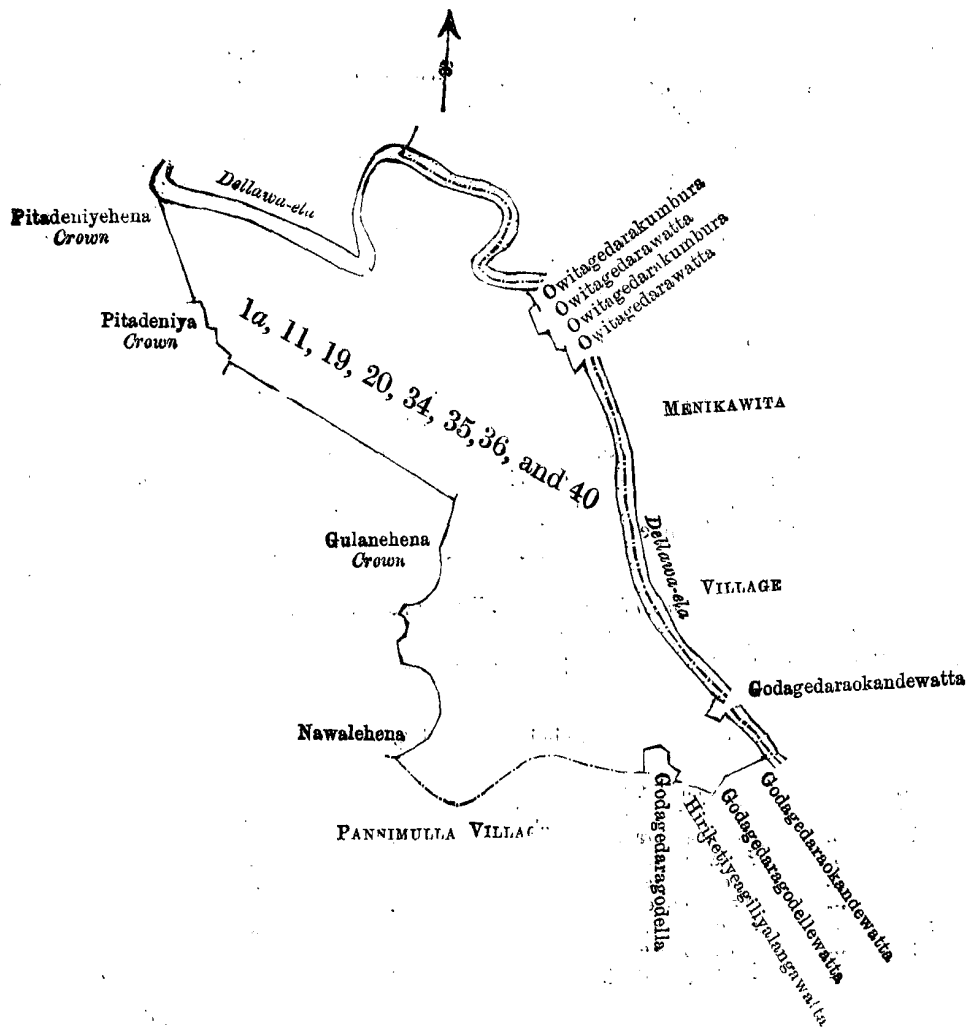 Dellawa-ela
Pitadeniyehena
Crown
Owitagedarakumbura
Owitagedarawatta
Owitagedarakumbura
Owitagedarawatta
Pitadeniya
Crown
1a, 11, 19, 20, 34, 35, 36, and 40
MENIKAWITA
Gulanehena
Crown
Dellawa-ela
VILLAGE
Godagedaraokandewatta
Nawalehena
PANNIMULLA
Godagedaragodella
Hiriketiyeagiliyalangawatta
Godagedaragodellewatta
Godagedaraokandewatta